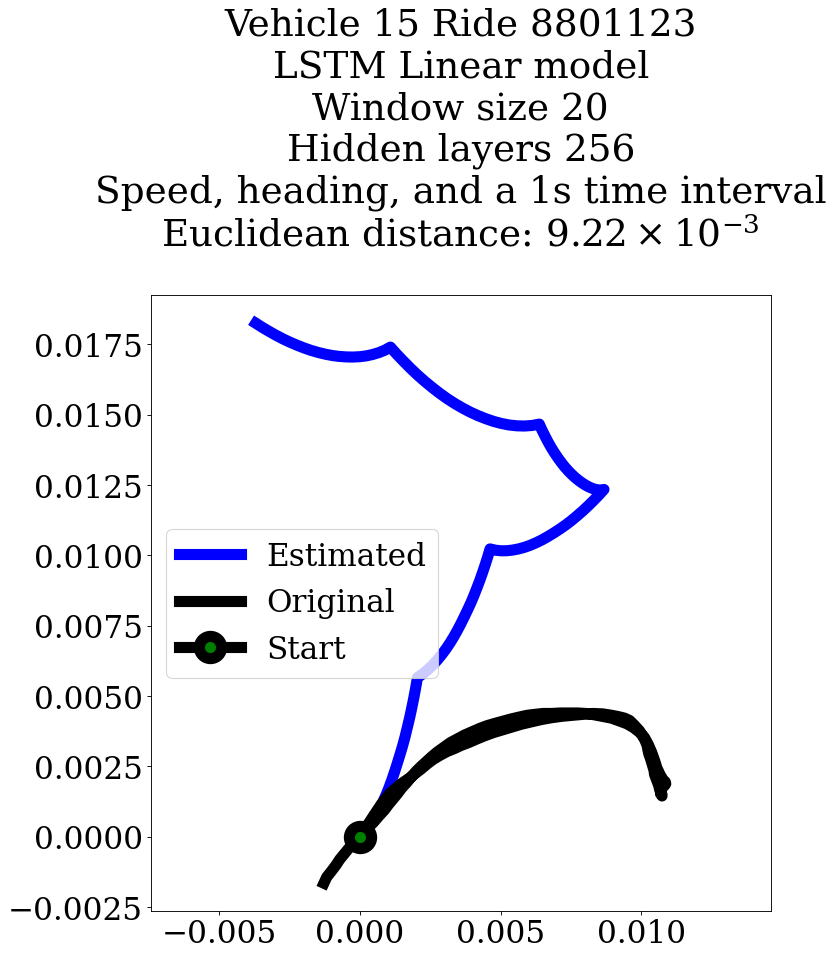 Vehicle 15 Ride 8801123
LSTM Linear model
Window size 20
Hidden layers 256
Speed, heading, and a 1s time interval
Euclidean distance: 9.22 × 10⁻³
0.0175
0.0150
0.0125
0.0100
0.0075
0.0050
0.0025
0.0000
−0.0025
Estimated
Original
Start
−0.005 0.000 0.005 0.010